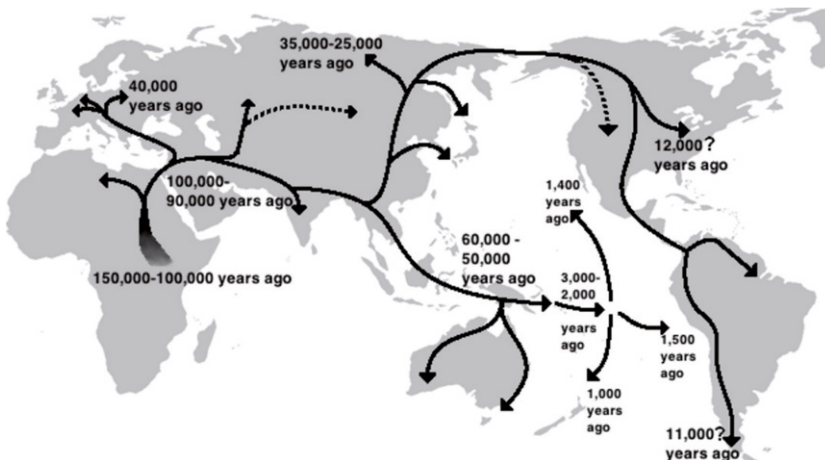 35,000-25,000
years ago
40,000
years ago
12,000?
years ago
100,000-
90,000 years ago
1,400
years
ago
60,000 -
50,000
years ago
150,000-100,000 years ago
3,000-
2,000
years
ago
1,500
years
ago
1,000
years
ago
11,000?
years ago